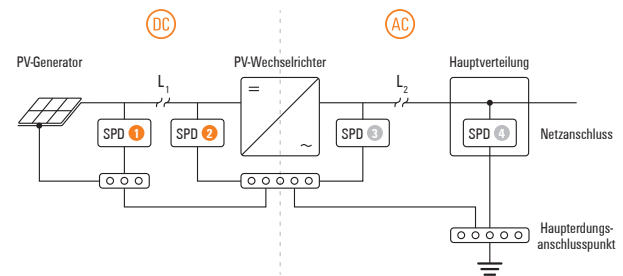 DC
AC
PV-Generator
L1
PV-Wechselrichter
L2
Hauptverteilung
SPD 1
SPD 2
=
~
SPD 3
SPD 4
Netzanschluss
Haupterdungs-
anschlusspunkt